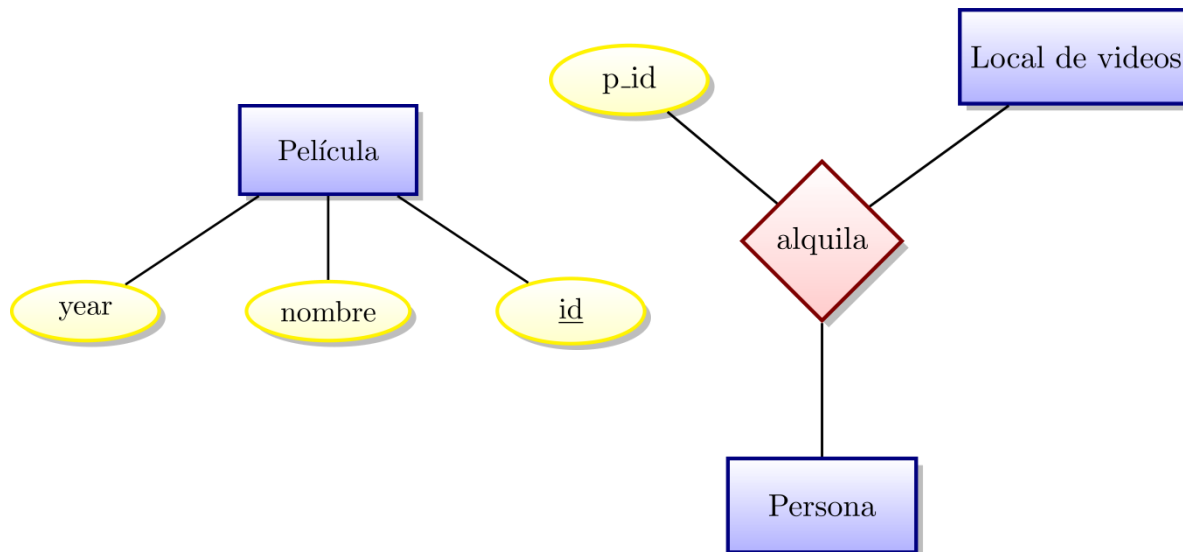 Local de videos
p_id
Película
alquila
year
nombre
id
Persona